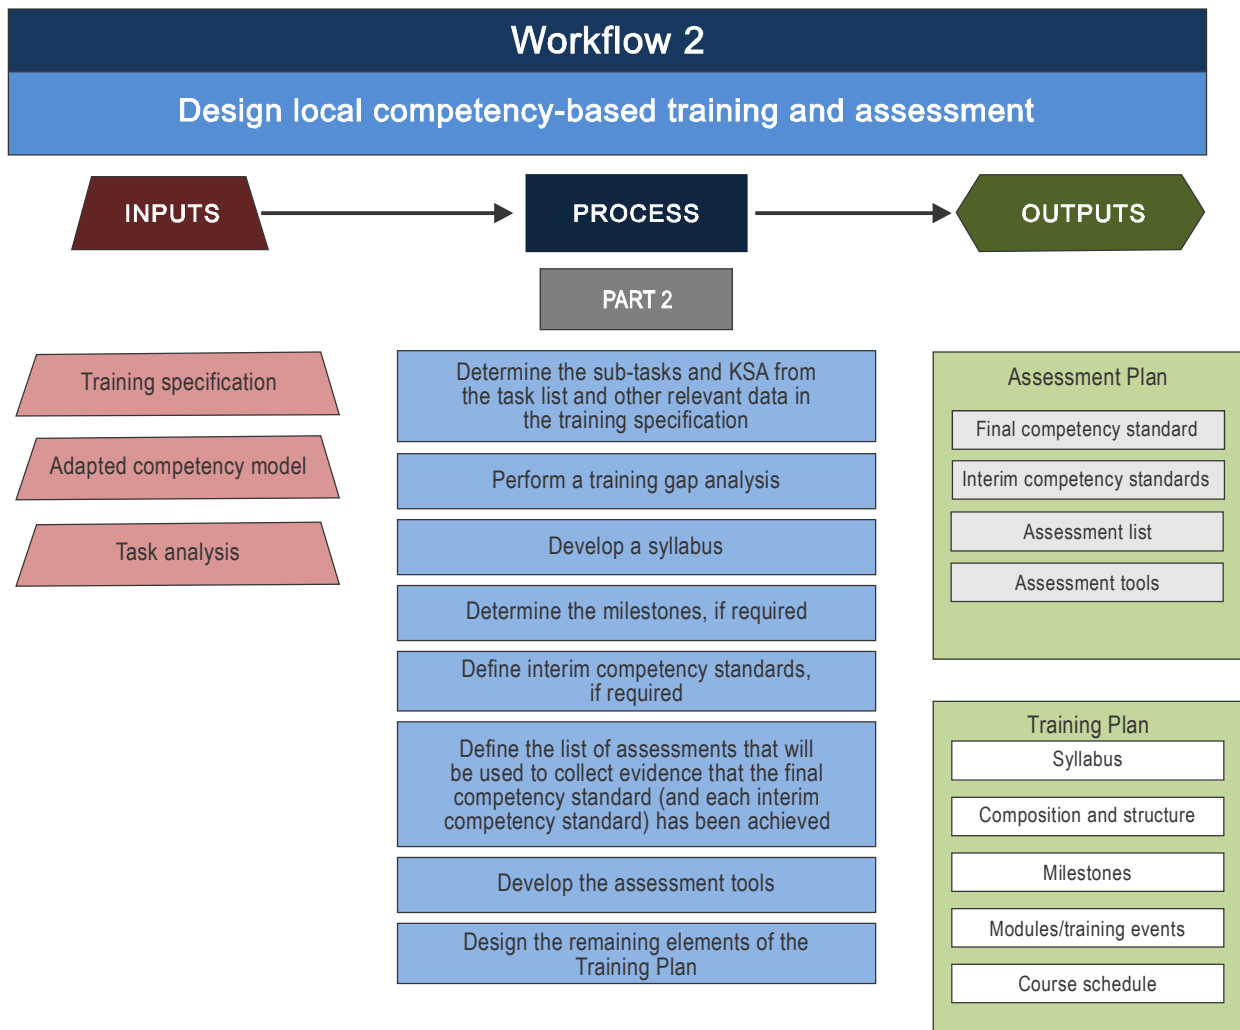 Workflow 2
Design local competency-based training and assessment
INPUTS
PROCESS
OUTPUTS
PART 2
Training specification
Adapted competency model
Task analysis
Determine the sub-tasks and KSA from
the task list and other relevant data in
the training specification
Perform a training gap analysis
Develop a syllabus
Determine the milestones, if required
Define interim competency standards,
if required
Define the list of assessments that will
be used to collect evidence that the final
competency standard (and each interim
competency standard) has been achieved
Develop the assessment tools
Design the remaining elements of the
Training Plan
Assessment Plan
Final competency standard
Interim competency standards
Assessment list
Assessment tools
Training Plan
Syllabus
Composition and structure
Milestones
Modules/training events
Course schedule